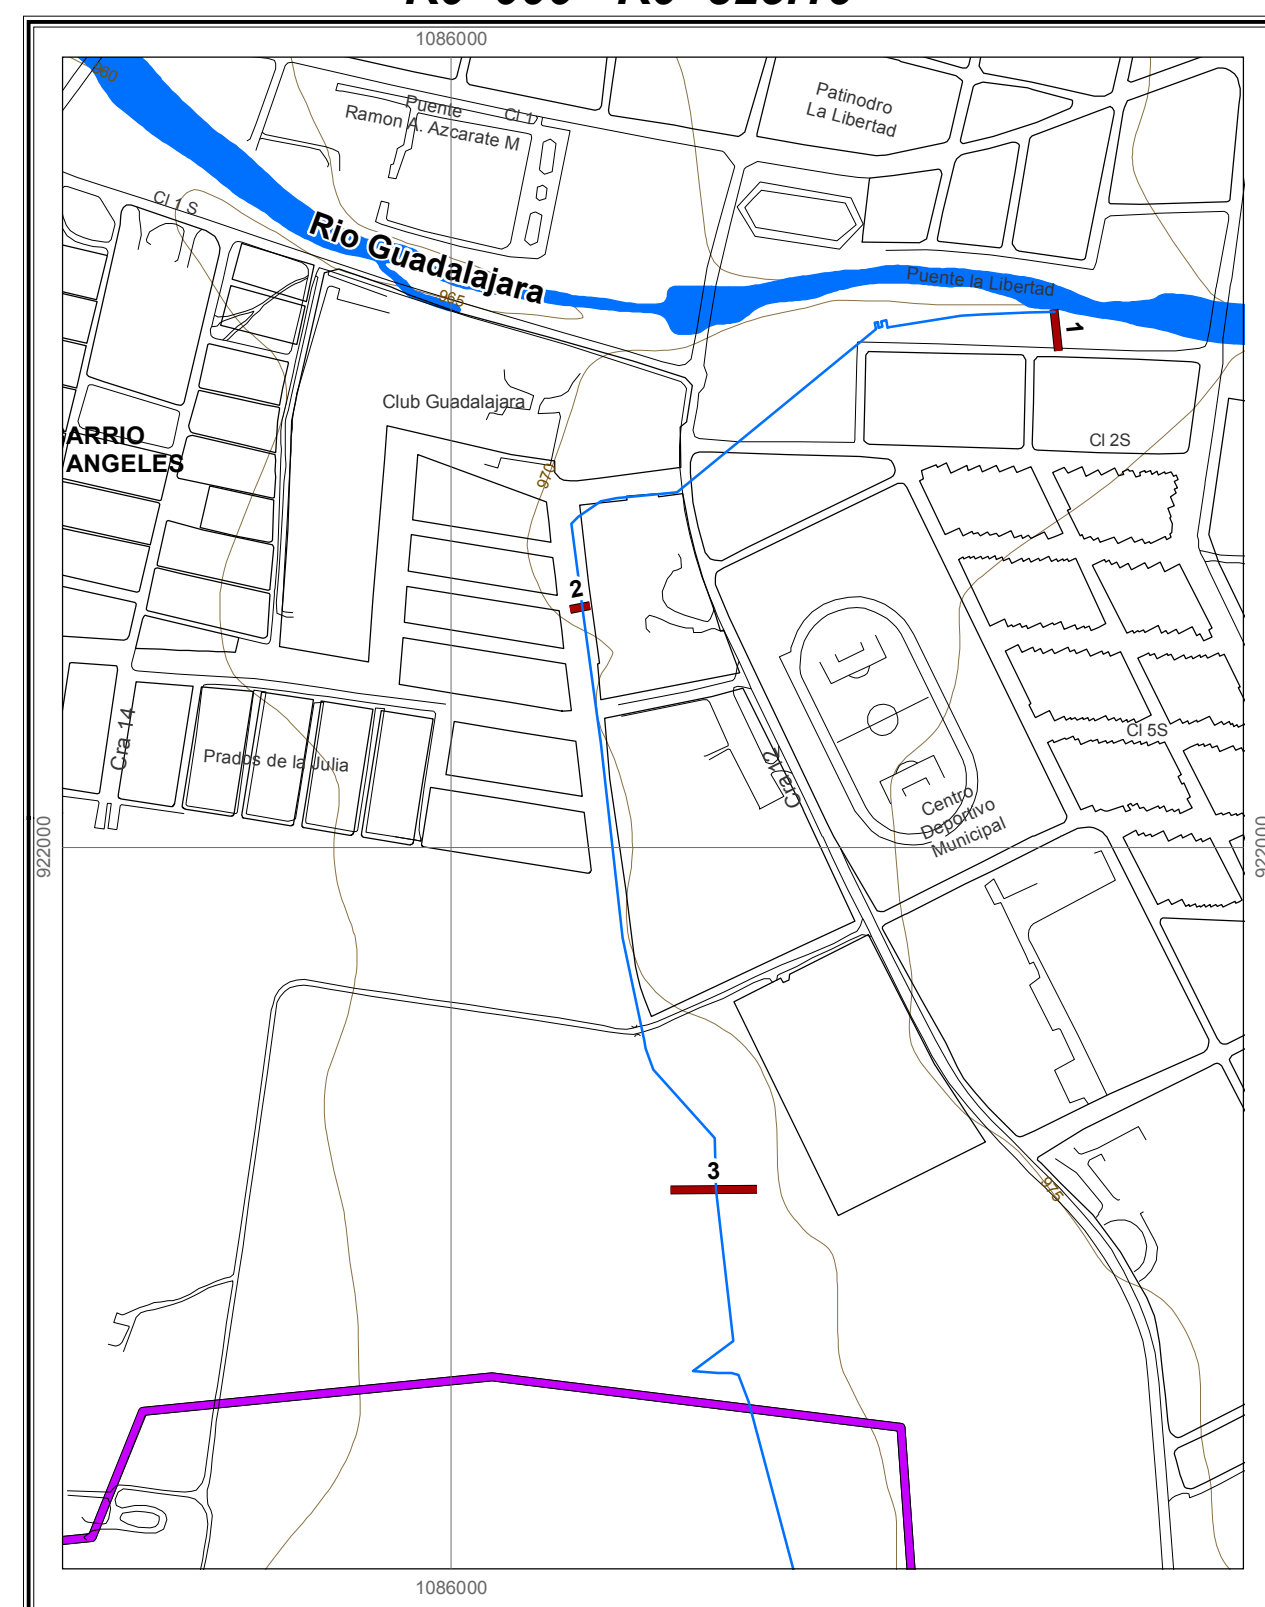 1086000
960
Puente
Ramon A. Azcarate M
Cl 1
Patinodro
La Libertad
Cl 1 S
Rio Guadalajara
965
Puente la Libertad
1
Club Guadalajara
ARRIO
ANGELES
Cl 2S
970
2
Cra 14
Prados de la Julia
Cl 5S
Cra 12
Centro
Deportivo
Municipal
922000
922000
3
975
1086000